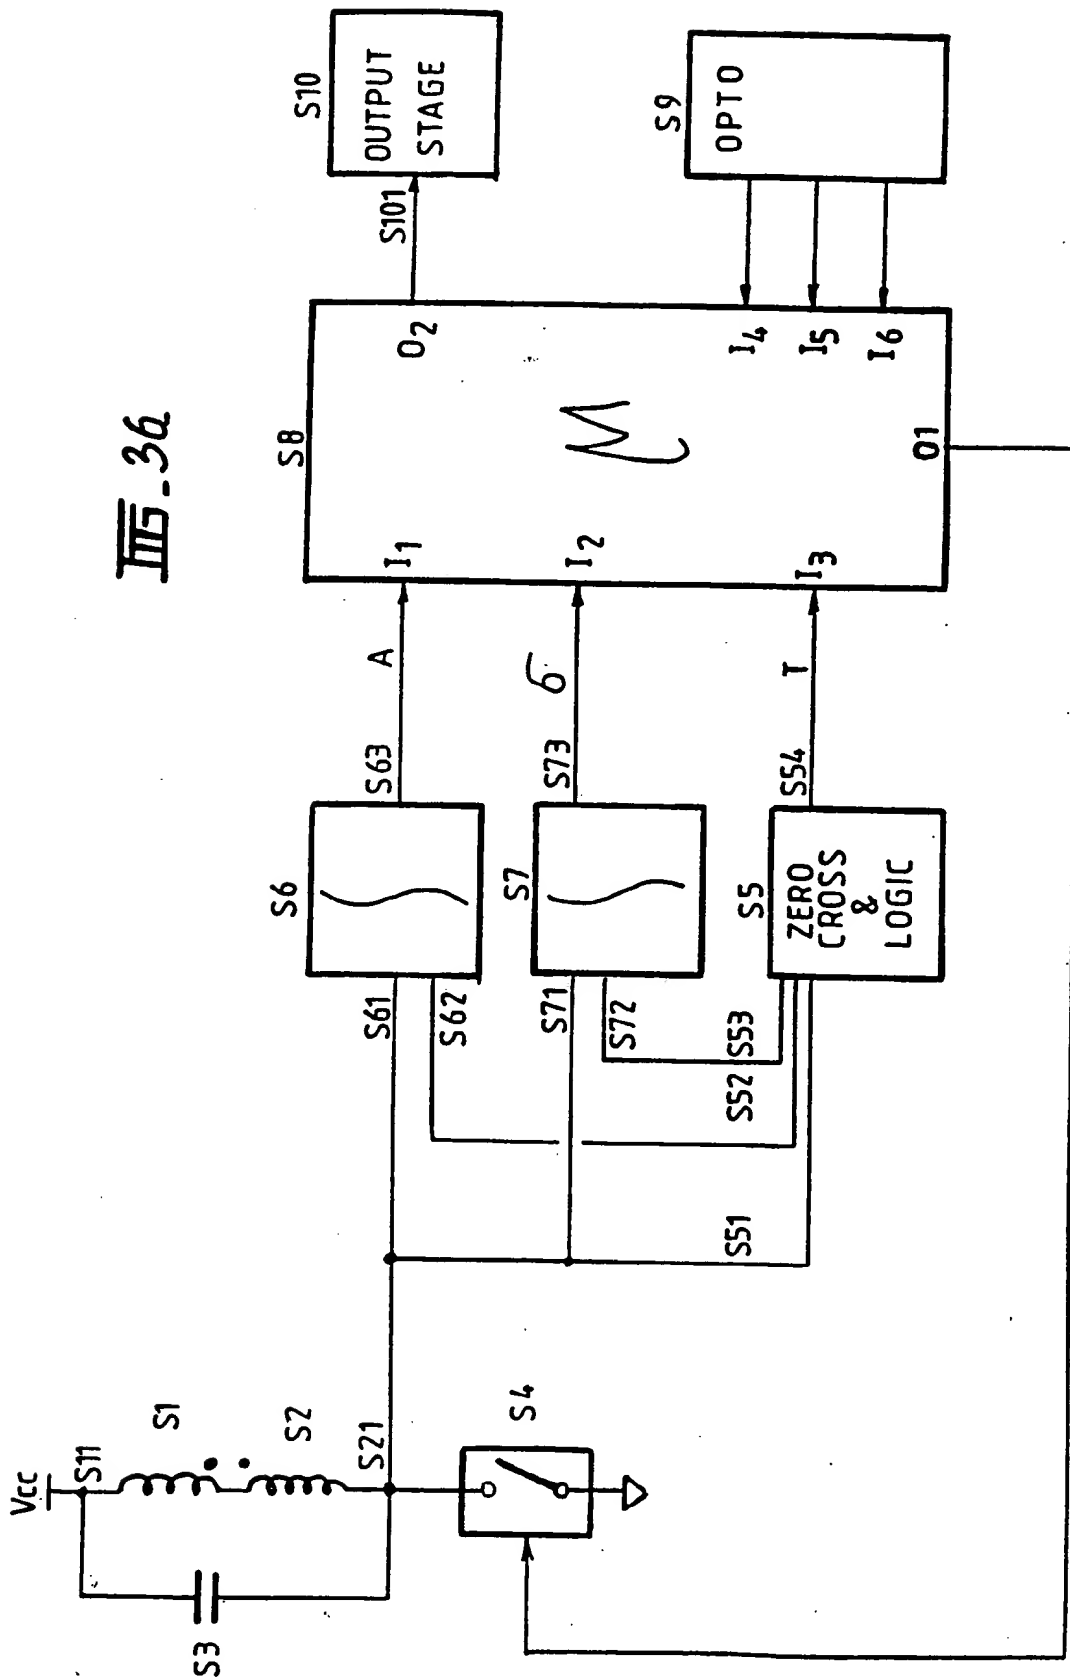 Fig. 3a
Vcc
S11
S1
S2
S3
S21
S4
S61
S62
S6
S63
A
I1
S71
S72
S7
S73
σ
I2
S51
S52
S53
S5
ZERO
CROSS
&
LOGIC
S54
T
I3
S8
μ
O2
S101
S10
OUTPUT
STAGE
I4
I5
I6
O1
S9
OPTO